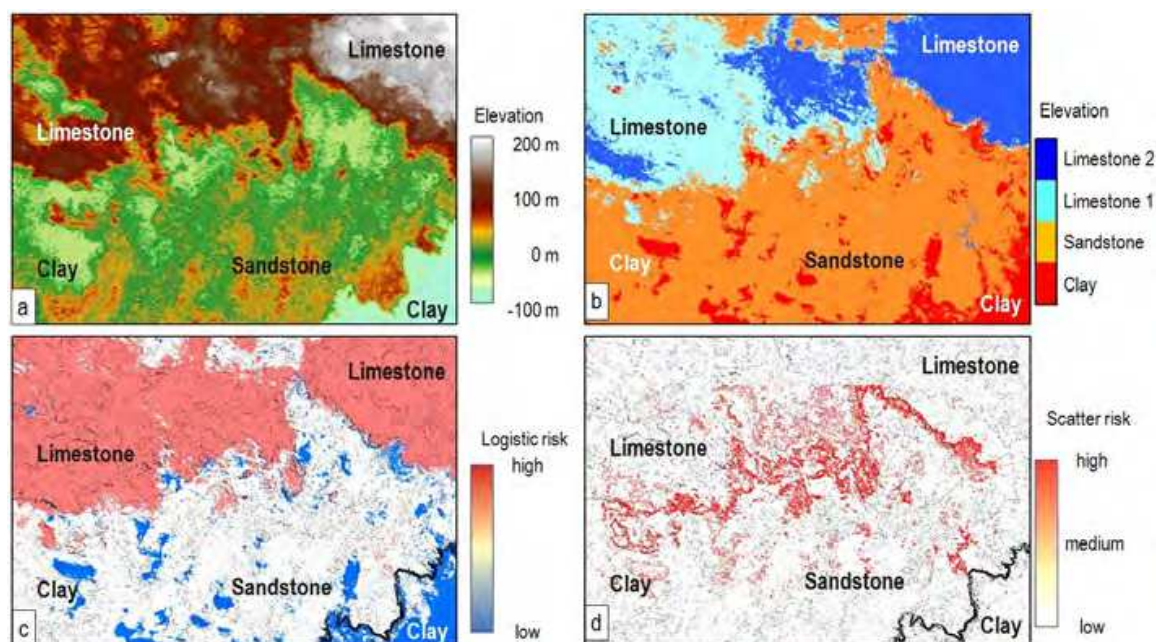 Limestone
Limestone
Clay
Sandstone
Clay
a
Elevation
200 m
100 m
0 m
-100 m
Limestone
Limestone
Clay
Sandstone
Clay
b
Elevation
Limestone 2
Limestone 1
Sandstone
Clay
Limestone
Limestone
Clay
Sandstone
Clay
c
Logistic risk
high
low
Limestone
Limestone
Clay
Sandstone
Clay
d
Scatter risk
high
medium
low